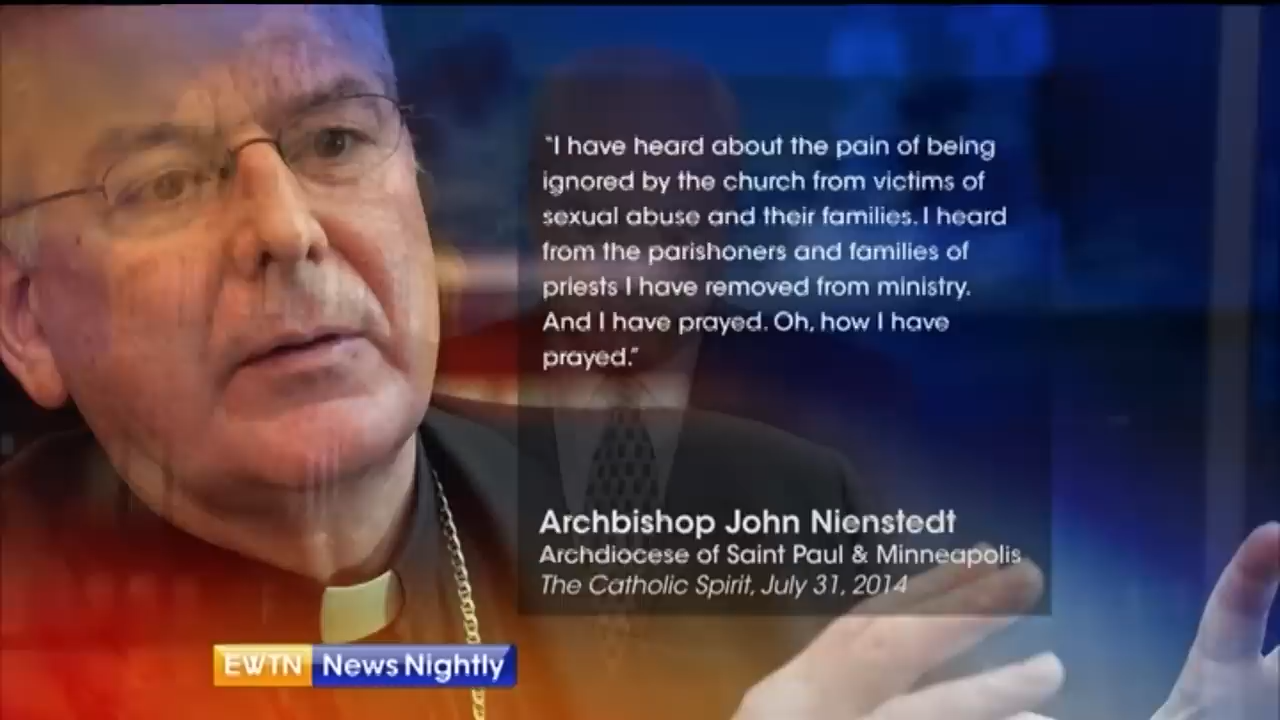 "I have heard about the pain of being
ignored by the church from victims of
sexual abuse and their families. I heard
from the parishoners and families of
priests I have removed from ministry.
And I have prayed. Oh, how I have
prayed."
Archbishop John Nienstedt
Archdiocese of Saint Paul & Minneapolis
The Catholic Spirit, July 31, 2014
EWTN News Nightly